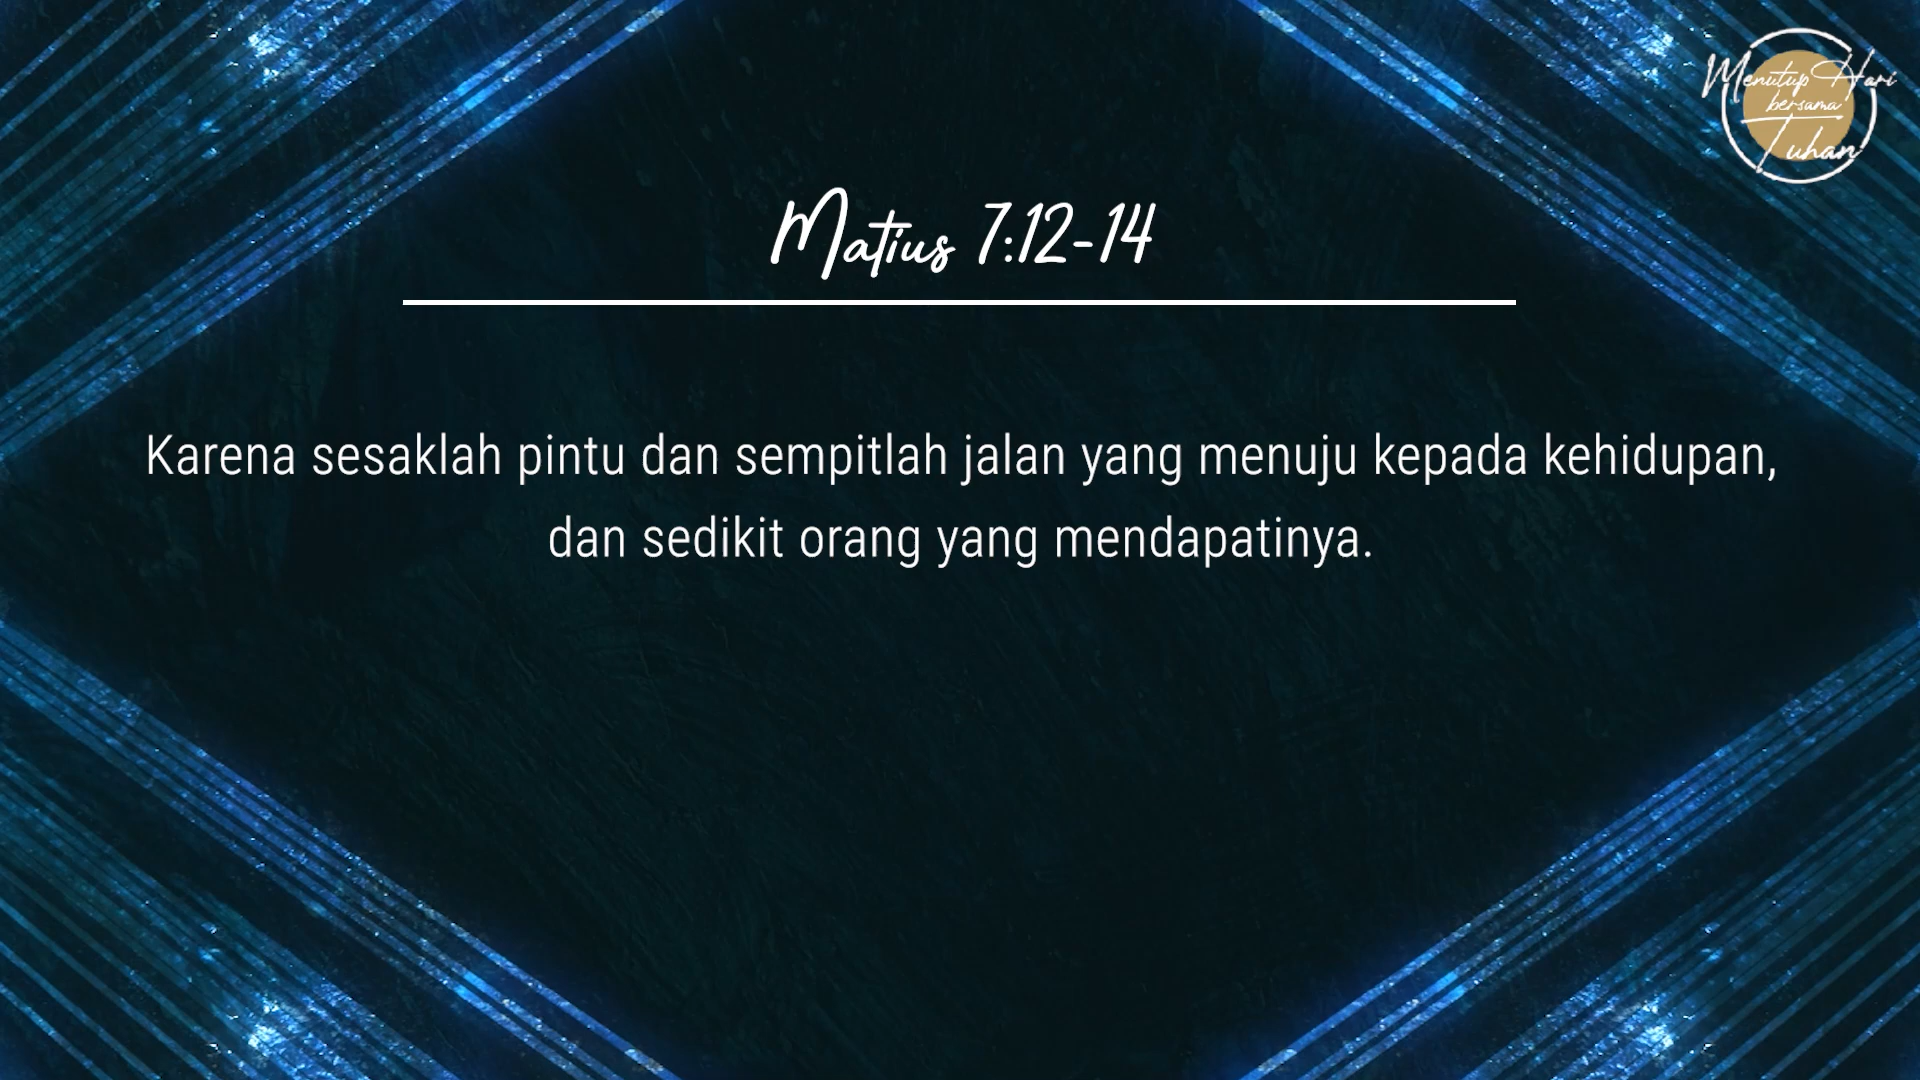 Menutup Hari
bersama
Tuhan
Matius 7:12-14
Karena sesaklah pintu dan sempitlah jalan yang menuju kepada kehidupan,
dan sedikit orang yang mendapatinya.